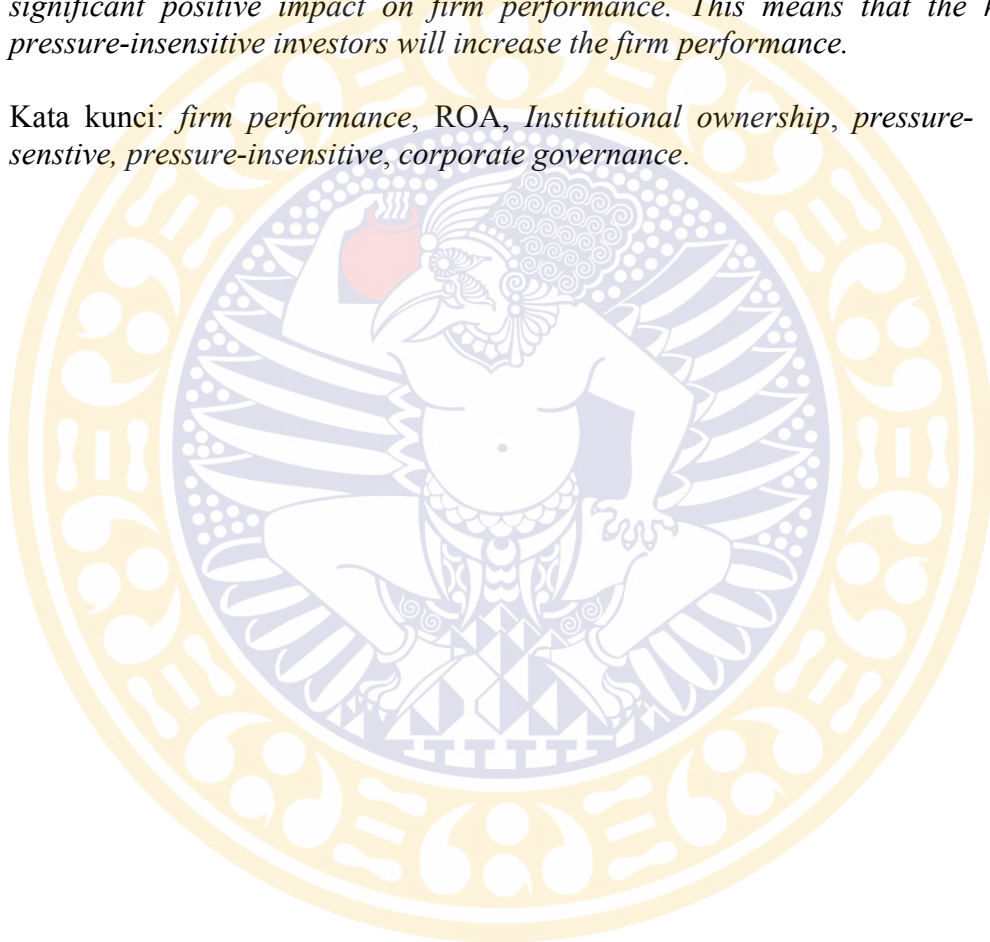 significant positive impact on firm performance. This means that the
pressure-insensitive investors will increase the firm performance.
Kata kunci: firm performance, ROA, Institutional ownership, pressure-
senstive, pressure-insensitive, corporate governance.